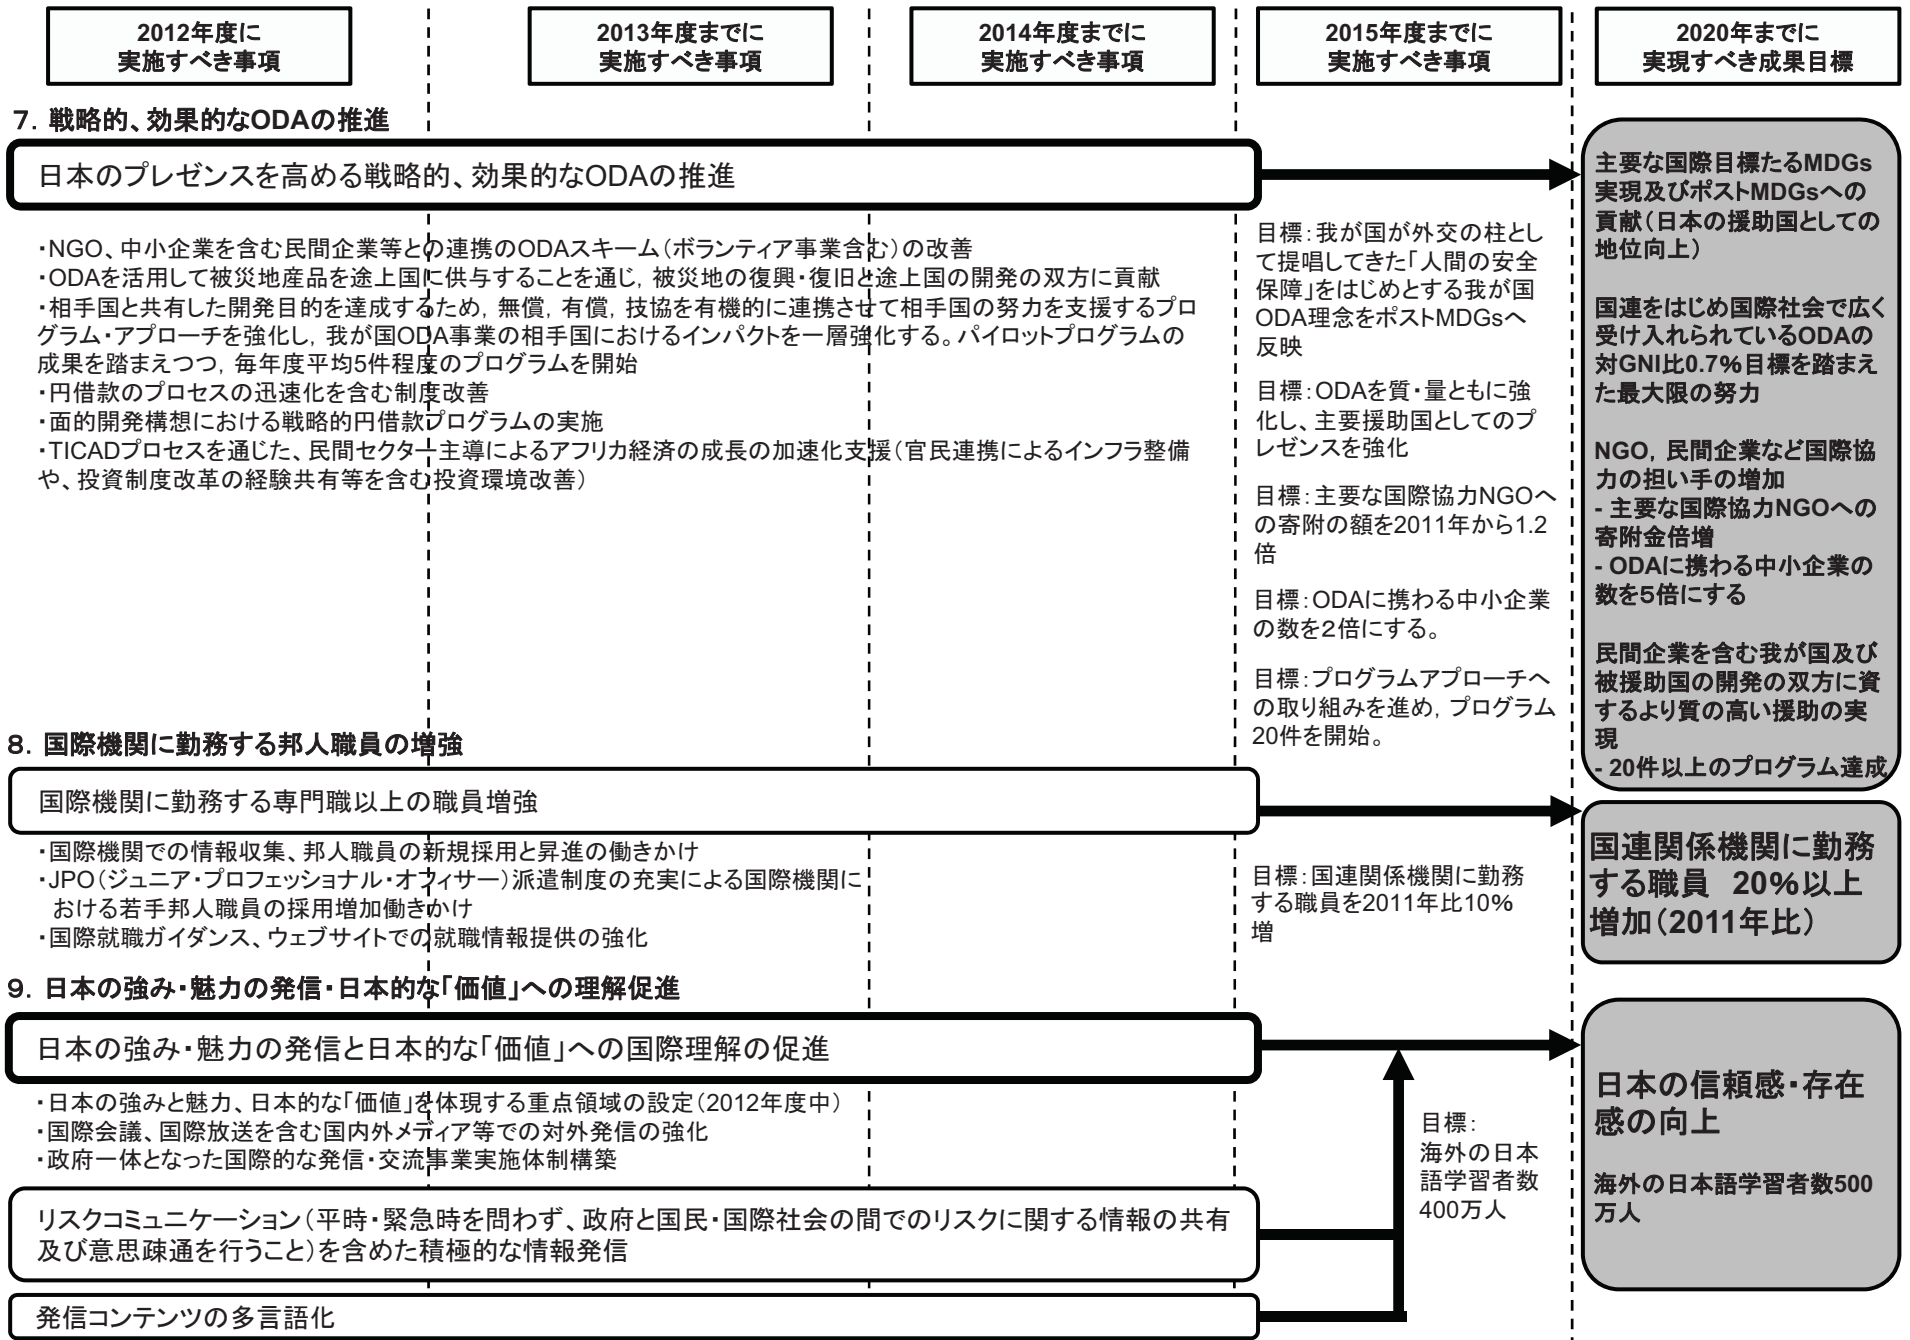 2012年度に
実施すべき事項
2013年度までに
実施すべき事項
2014年度までに
実施すべき事項
2015年度までに
実施すべき事項
2020年までに
実現すべき成果目標
７．戦略的、効果的なODAの推進
日本のプレゼンスを高める戦略的、効果的なODAの推進
・NGO、中小企業を含む民間企業等との連携のODAスキーム（ボランティア事業含む）の改善
・ODAを活用して被災地産品を途上国に供与することを通じ，被災地の復興・復旧と途上国の開発の双方に貢献
・相手国と共有した開発目的を達成するため，無償，有償，技協を有機的に連携させて相手国の努力を支援するプロ
グラム・アプローチを強化し，我が国ODA事業の相手国におけるインパクトを一層強化する。パイロットプログラムの
成果を踏まえつつ，毎年度平均5件程度のプログラムを開始
・円借款のプロセスの迅速化を含む制度改善
・面的開発構想における戦略的円借款プログラムの実施
・TICADプロセスを通じた、民間セクター主導によるアフリカ経済の成長の加速化支援（官民連携によるインフラ整備
や、投資制度改革の経験共有等を含む投資環境改善）
目標：我が国が外交の柱とし
て提唱してきた「人間の安全
保障」をはじめとする我が国
ODA理念をポストMDGsへ
反映
目標：ODAを質・量ともに強
化し、主要援助国としてのプ
レゼンスを強化
目標：主要な国際協力NGOへ
の寄附の額を2011年から1.2
倍
目標：ODAに携わる中小企業
の数を２倍にする。
目標：プログラムアプローチへ
の取り組みを進め，プログラム
20件を開始。
主要な国際目標たるMDGs
実現及びポストMDGsへの
貢献（日本の援助国としての
地位向上）
国連をはじめ国際社会で広く
受け入れられているODAの
対GNI比0.7％目標を踏まえ
た最大限の努力
NGO，民間企業など国際協
力の担い手の増加
- 主要な国際協力NGOへの
寄附金倍増
- ODAに携わる中小企業の
数を５倍にする
民間企業を含む我が国及び
被援助国の開発の双方に資
するより質の高い援助の実
現
- 20件以上のプログラム達成
８．国際機関に勤務する邦人職員の増強
国際機関に勤務する専門職以上の職員増強
・国際機関での情報収集、邦人職員の新規採用と昇進の働きかけ
・JPO（ジュニア・プロフェッショナル・オフィサー）派遣制度の充実による国際機関に
おける若手邦人職員の採用増加働きかけ
・国際就職ガイダンス、ウェブサイトでの就職情報提供の強化
目標：国連関係機関に勤務
する職員を2011年比10％
増
国連関係機関に勤務
する職員　20％以上
増加（2011年比）
９．日本の強み・魅力の発信・日本的な「価値」への理解促進
日本の強み・魅力の発信と日本的な「価値」への国際理解の促進
・日本の強みと魅力、日本的な「価値」を体現する重点領域の設定（2012年度中）
・国際会議、国際放送を含む国内外メディア等での対外発信の強化
・政府一体となった国際的な発信・交流事業実施体制構築
目標：
海外の日本
語学習者数
400万人
日本の信頼感・存在
感の向上
海外の日本語学習者数500
万人
リスクコミュニケーション（平時・緊急時を問わず、政府と国民・国際社会の間でのリスクに関する情報の共有
及び意思疎通を行うこと）を含めた積極的な情報発信
発信コンテンツの多言語化